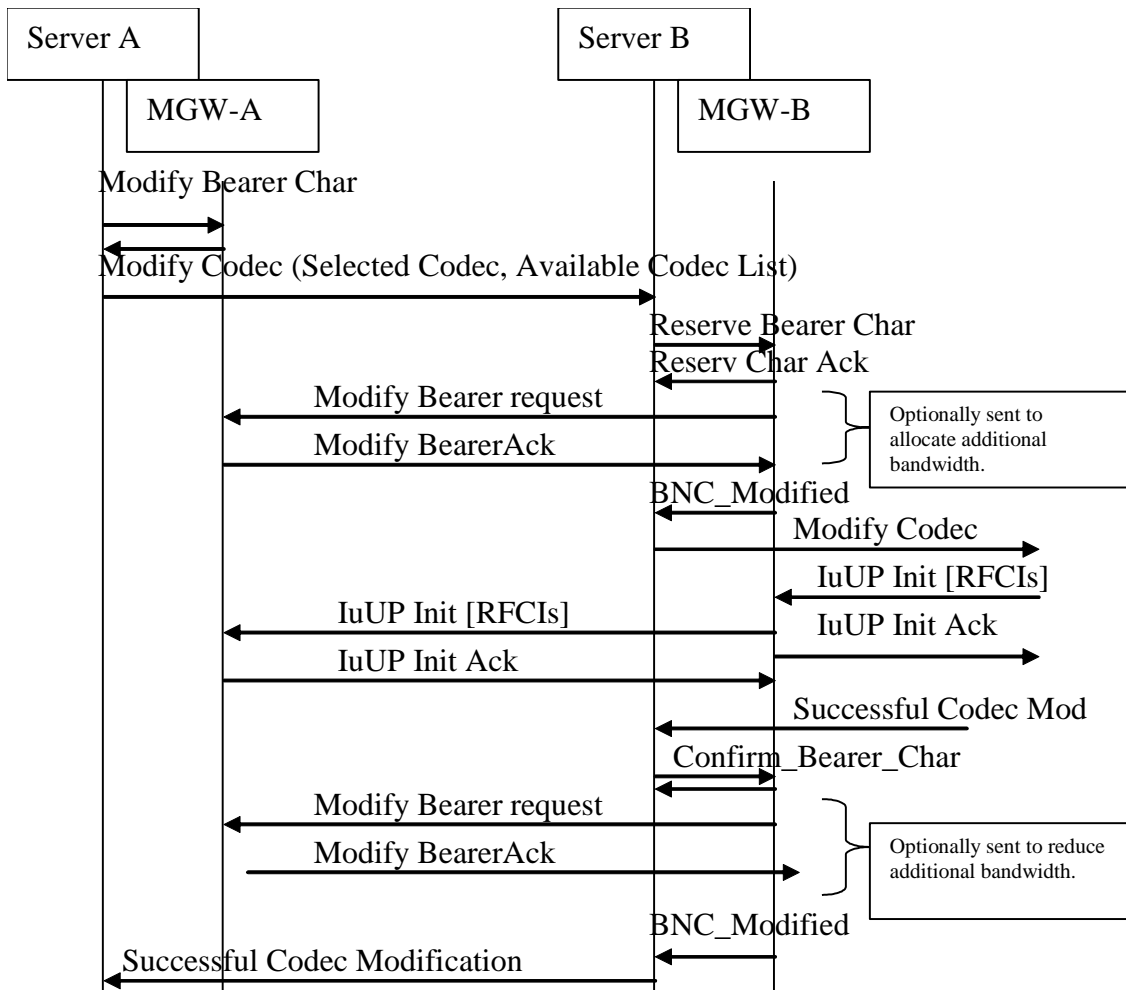 Server A
Server B
MGW-A
MGW-B
Modify Bearer Char
Modify Codec (Selected Codec, Available Codec List)
Reserve Bearer Char
Reserv Char Ack
Modify Bearer request
Optionally sent to
allocate additional
bandwidth.
Modify BearerAck
BNC_Modified
Modify Codec
IuUP Init [RFCIs]
IuUP Init [RFCIs]
IuUP Init Ack
IuUP Init Ack
Successful Codec Mod
Confirm_Bearer_Char
Modify Bearer request
Optionally sent to reduce
additional bandwidth.
Modify BearerAck
BNC_Modified
Successful Codec Modification